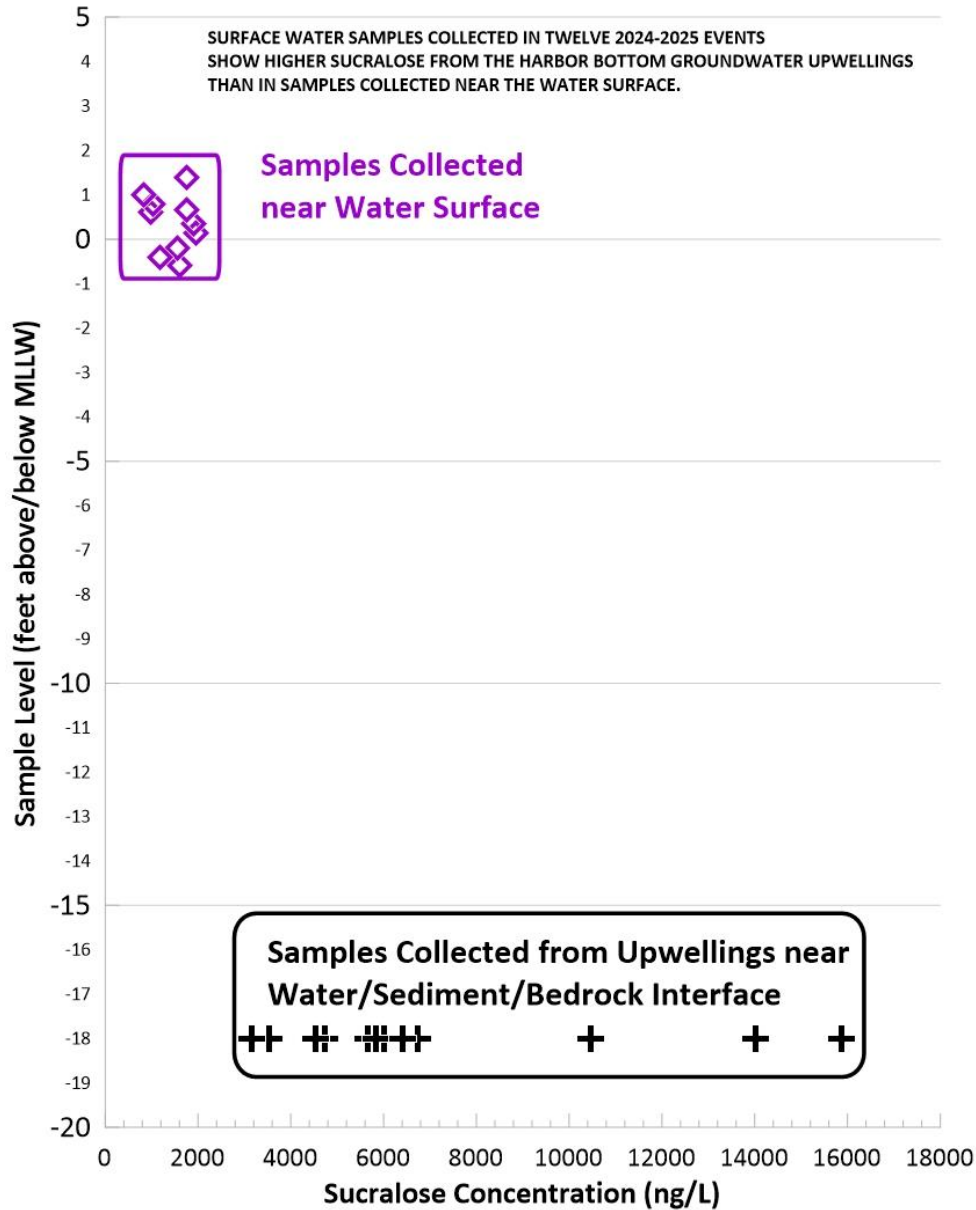 SURFACE WATER SAMPLES COLLECTED IN TWELVE 2024-2025 EVENTS
SHOW HIGHER SUCRALOSE FROM THE HARBOR BOTTOM GROUNDWATER UPWELLINGS
THAN IN SAMPLES COLLECTED NEAR THE WATER SURFACE.
Samples Collected
near Water Surface
Sample Level (feet above/below MLLW)
5
4
3
2
1
0
-1
-2
-3
-4
-5
-6
-7
-8
-9
-10
-11
-12
-13
-14
-15
-16
-17
-18
-19
-20
Samples Collected from Upwellings near
Water/Sediment/Bedrock Interface
0 2000 4000 6000 8000 10000 12000 14000 16000 18000
Sucralose Concentration (ng/L)